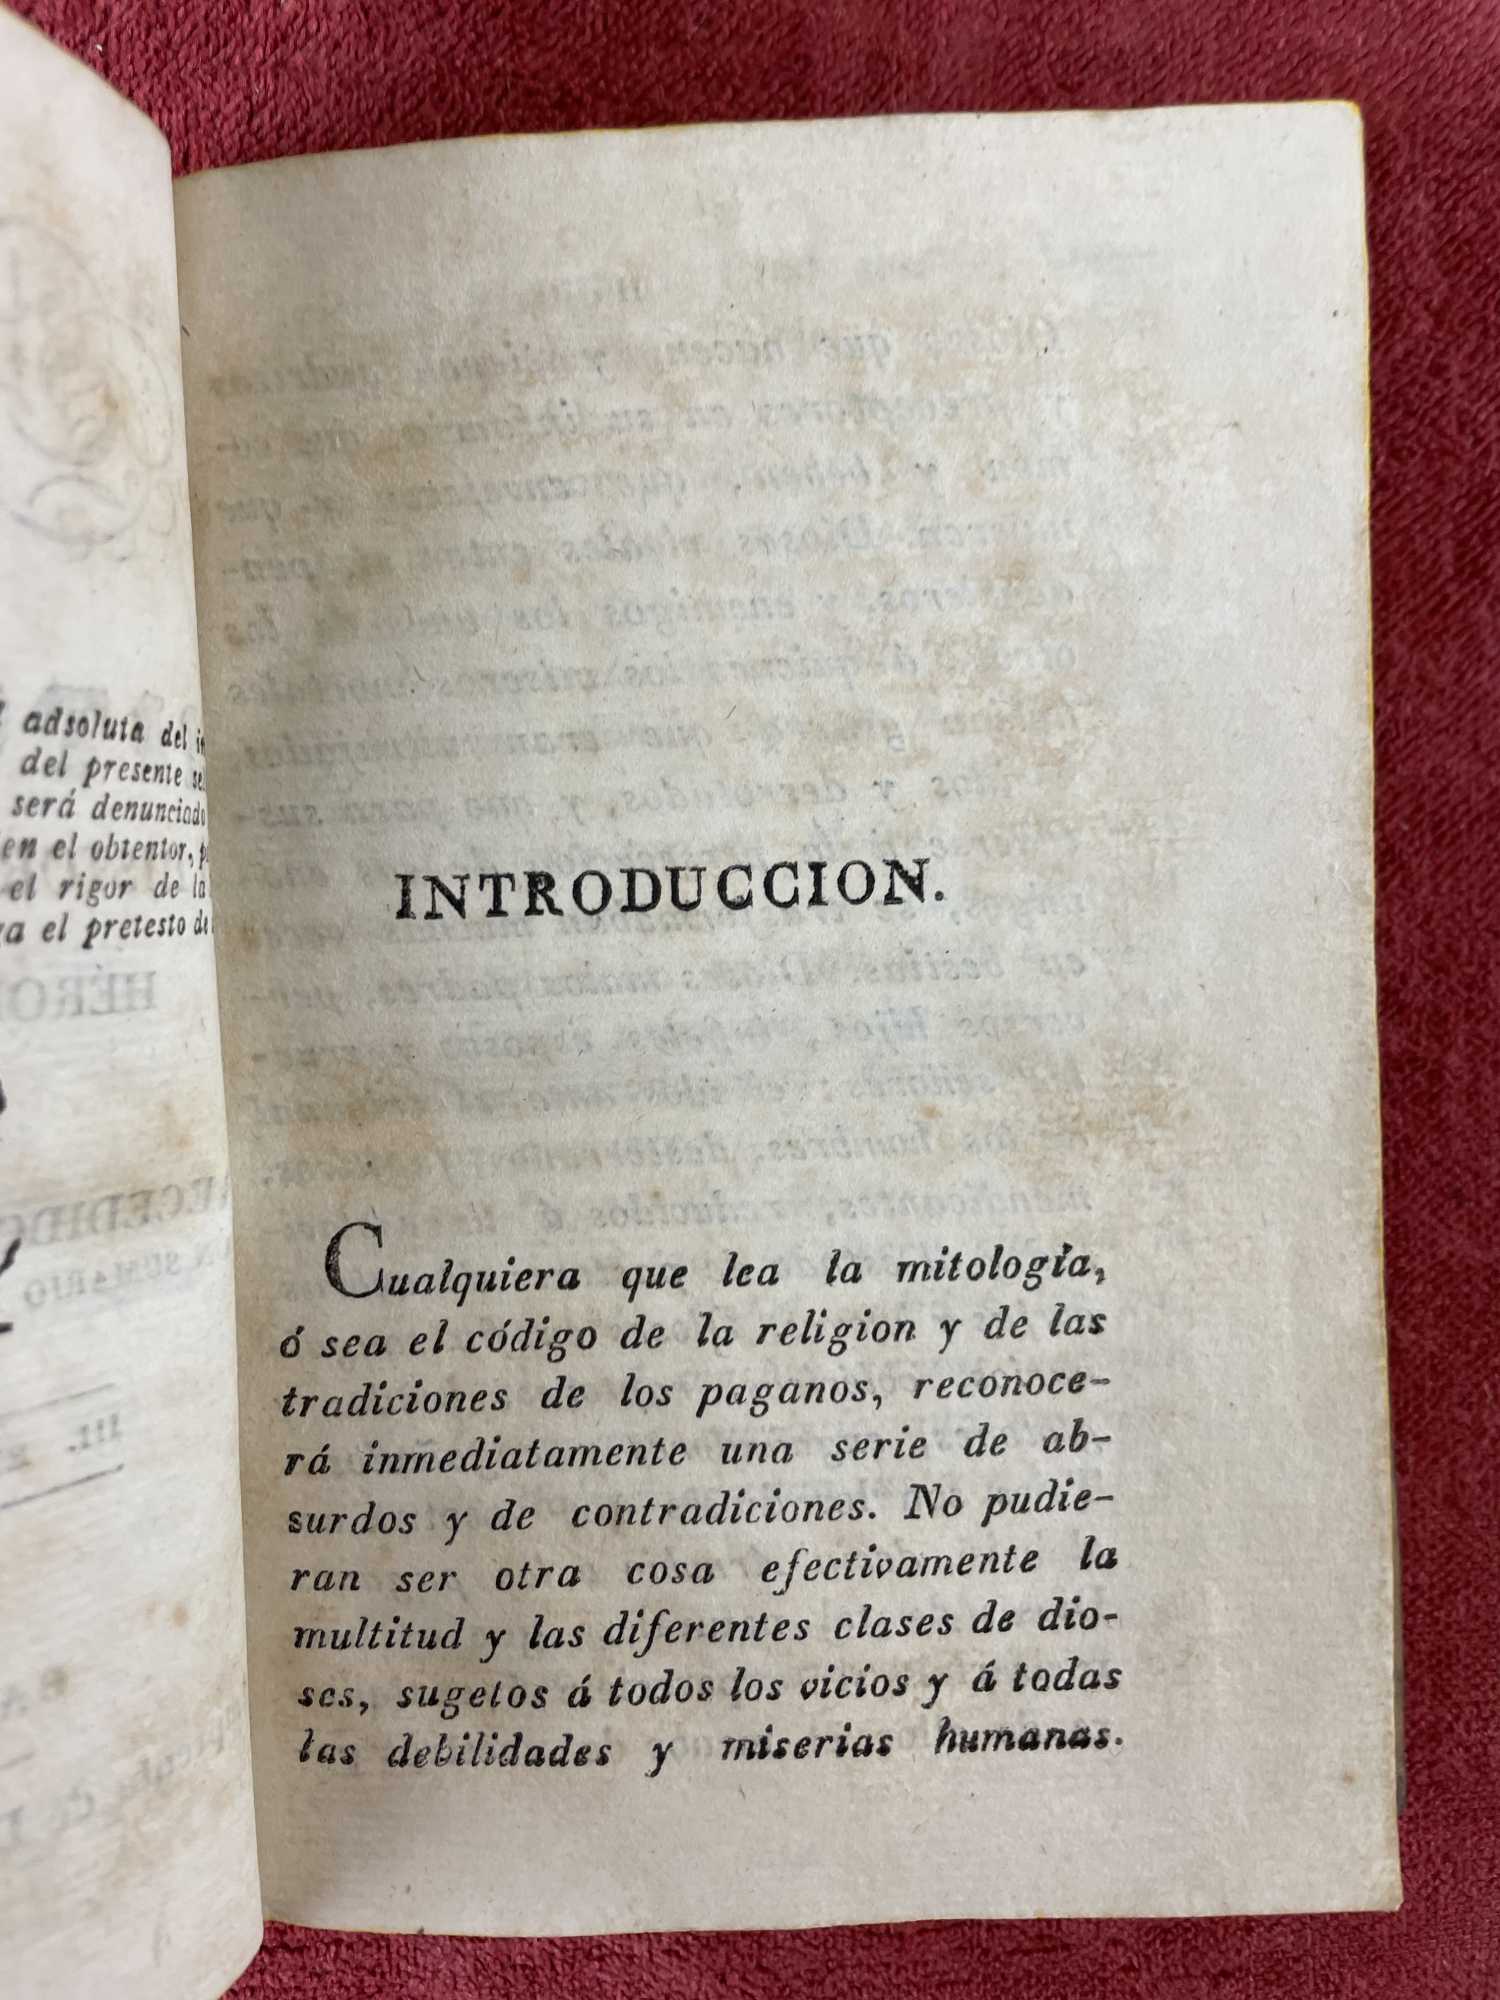 adsoluta del
del presente
será denunciado
en el obtentor,
el rigor de la
el pretesto de
INTRODUCCION.
Cualquiera que lea la mitología,
ó sea el código de la religion y de las
tradiciones de los paganos, reconoce-
rá inmediatamente una serie de ab-
surdos y de contradiciones. No pudie-
ran ser otra cosa efectivamente la
multitud y las diferentes clases de dio-
ses, sugetos á todos los vicios y á todas
las debilidades y miserias humanas.